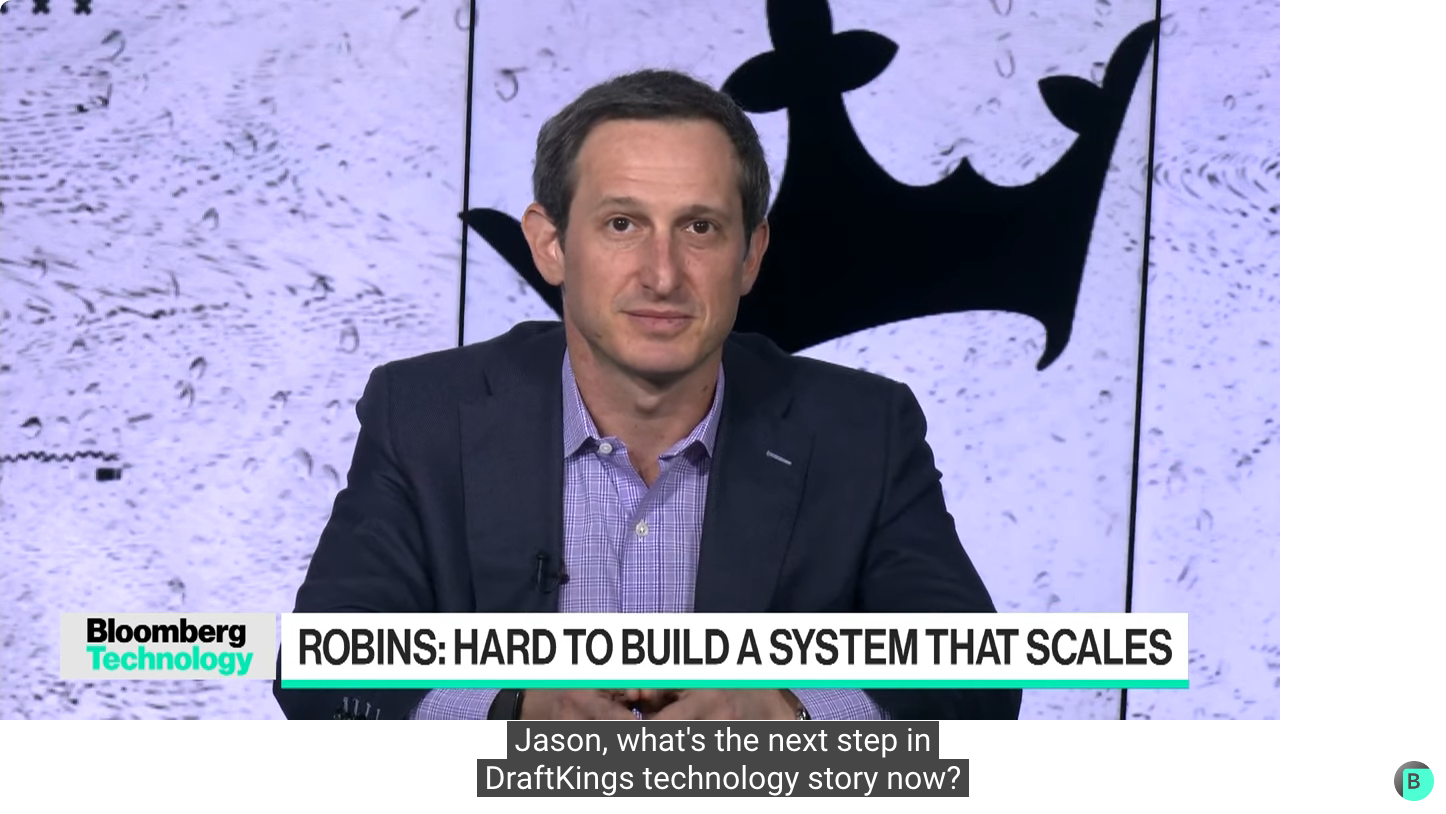 Bloomberg
Technology
ROBINS: HARD TO BUILD A SYSTEM THAT SCALES
Jason, what's the next step in
DraftKings technology story now?
B